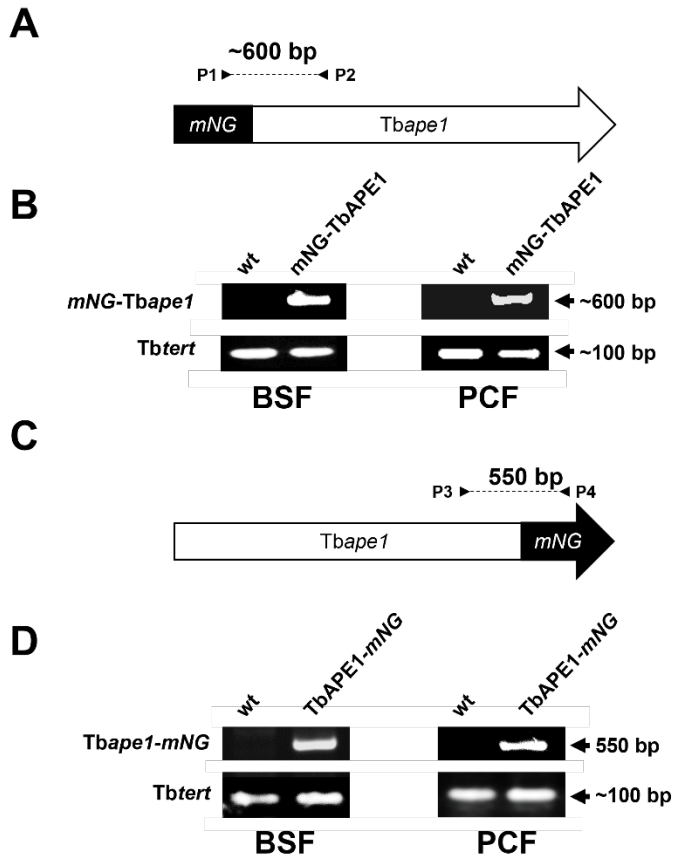 A
~600 bp
P1 P2
mNG Tbape1
B
wt mNG-TbAPE1 wt mNG-TbAPE1
mNG-Tbape1 ~600 bp
Tbtert ~100 bp
BSF PCF
C
550 bp
P3 P4
Tbape1 mNG
D
wt TbAPE1-mNG wt TbAPE1-mNG
Tbape1-mNG 550 bp
Tbtert ~100 bp
BSF PCF